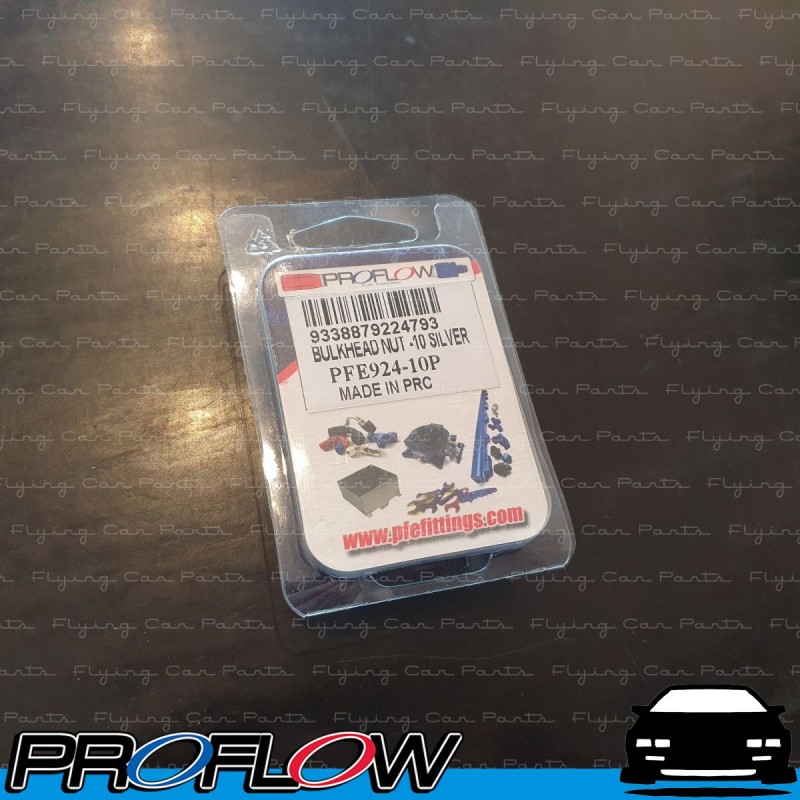 Flying Car Parts
PROFLOW
9338879224793
BULKHEAD NUT -10 SILVER
PFE924-10P
MADE IN PRC
www.pfefittings.com
PROFLOW